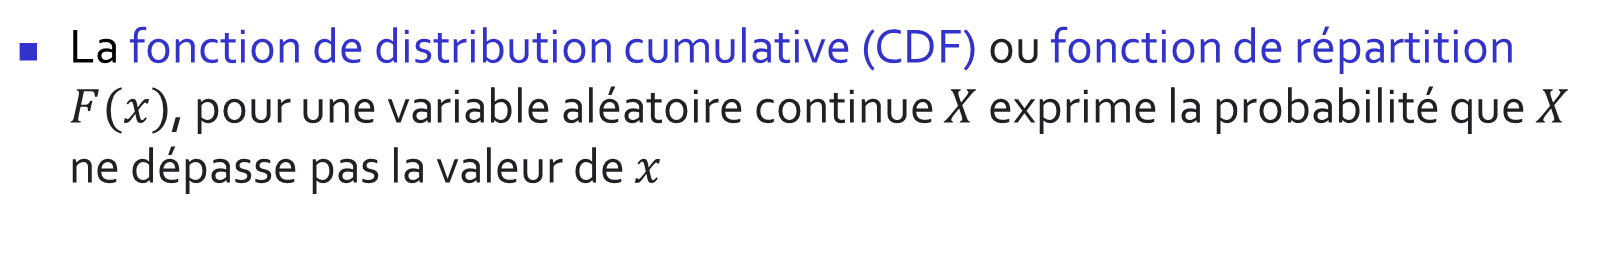 ▪ La fonction de distribution cumulative (CDF) ou fonction de répartition
F(x), pour une variable aléatoire continue X exprime la probabilité que X
ne dépasse pas la valeur de x